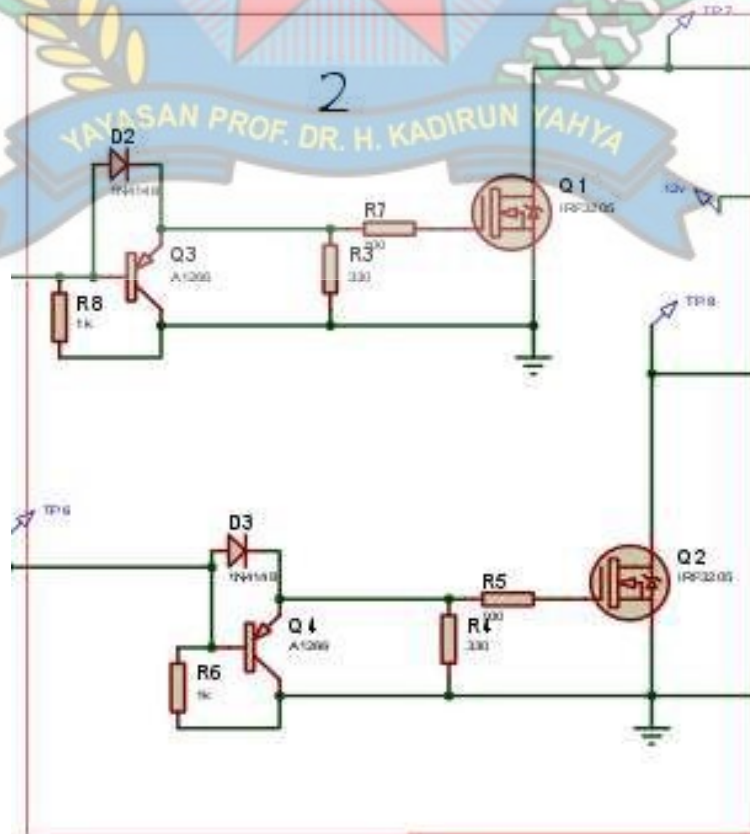 TP7
2
YAYASAN PROF. DR. H. KADIRUN YAHYA
D2
1N4148
Q1
IRF3205
12v
R7
Q3
A1266
R3
330
R8
1k
TP8
TP6
D3
1N4148
Q2
IRF3205
R5
Q4
A1266
R4
330
R6
1k